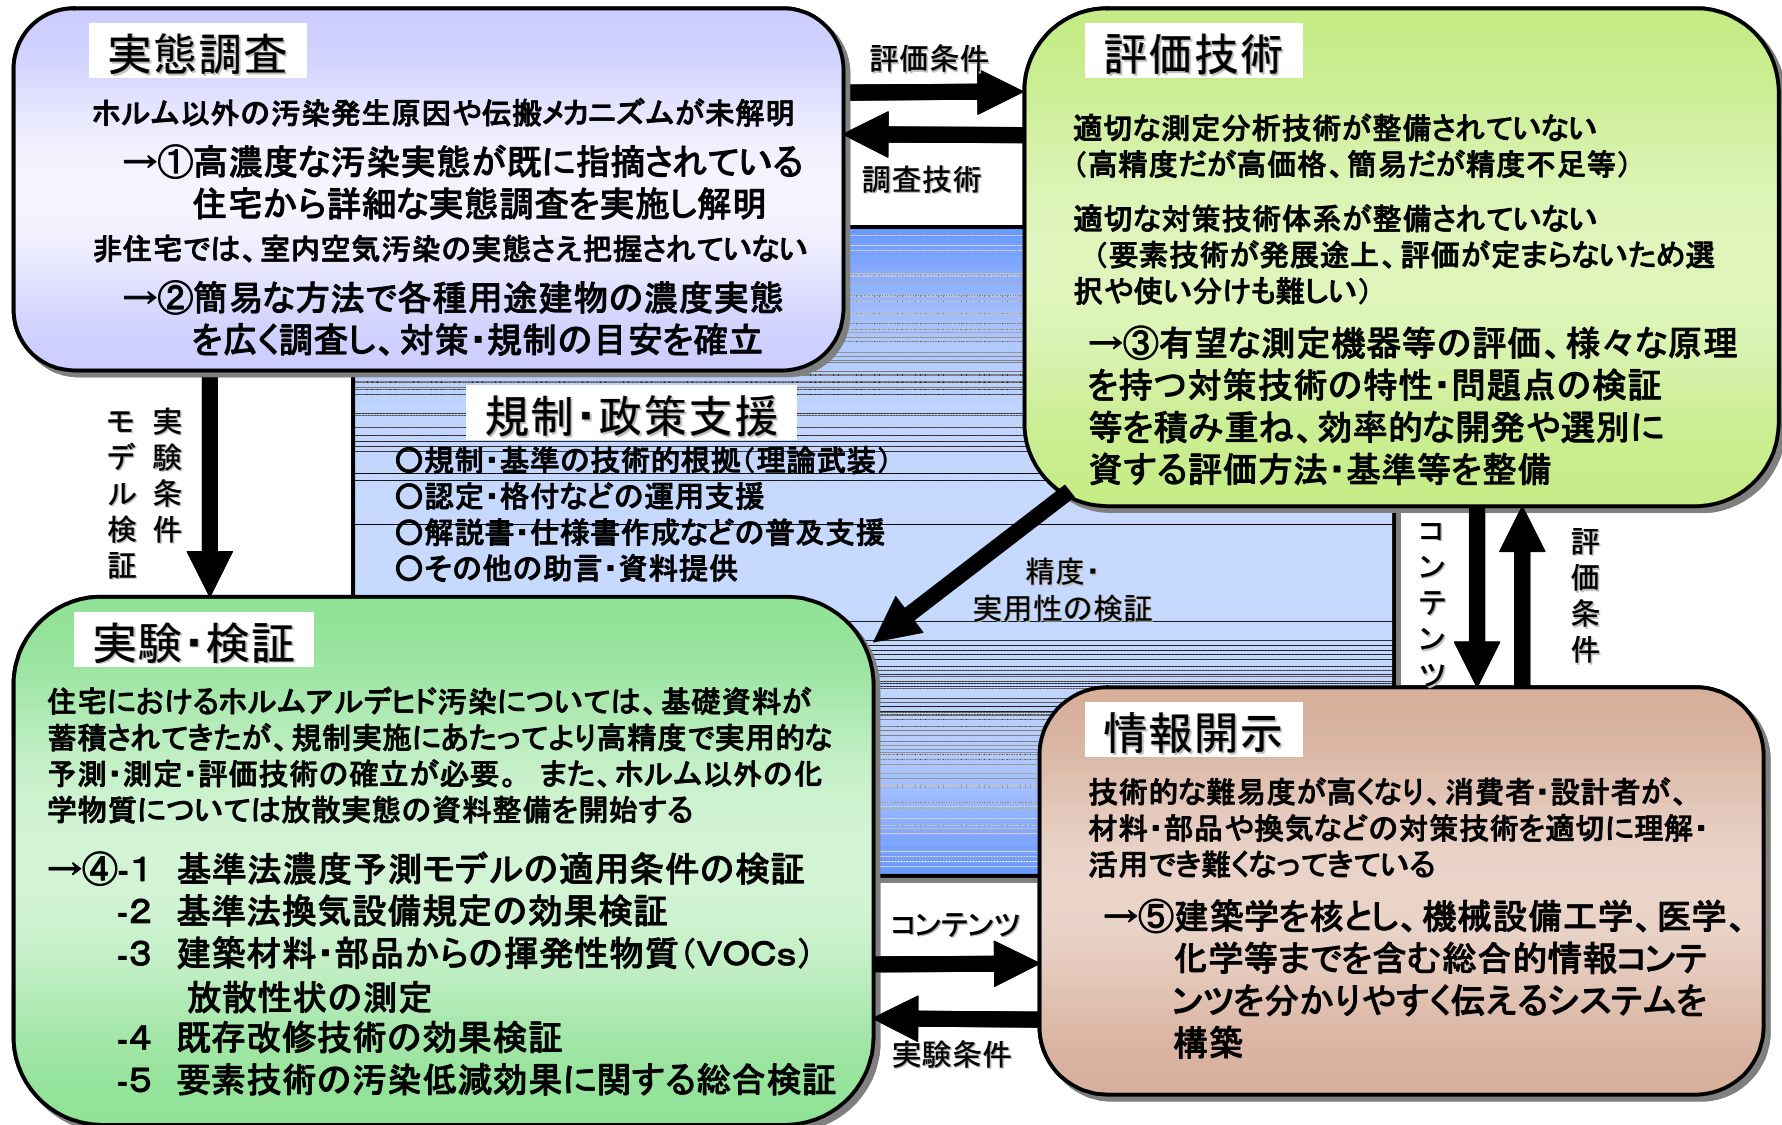 実態調査
ホルム以外の汚染発生原因や伝搬メカニズムが未解明
→①高濃度な汚染実態が既に指摘されている
住宅から詳細な実態調査を実施し解明
非住宅では、室内空気汚染の実態さえ把握されていない
→②簡易な方法で各種用途建物の濃度実態
を広く調査し、対策・規制の目安を確立
評価条件
調査技術
評価技術
適切な測定分析技術が整備されていない
（高精度だが高価格、簡易だが精度不足等）
適切な対策技術体系が整備されていない
（要素技術が発展途上、評価が定まらないため選
択や使い分けも難しい）
→③有望な測定機器等の評価、様々な原理
を持つ対策技術の特性・問題点の検証
等を積み重ね、効率的な開発や選別に
資する評価方法・基準等を整備
実験条件
モデル検証
規制・政策支援
○規制・基準の技術的根拠（理論武装）
○認定・格付などの運用支援
○解説書・仕様書作成などの普及支援
○その他の助言・資料提供
精度・
実用性の検証
コンテンツ
評価条件
実験・検証
住宅におけるホルムアルデヒド汚染については、基礎資料が
蓄積されてきたが、規制実施にあたってより高精度で実用的な
予測・測定・評価技術の確立が必要。 また、ホルム以外の化
学物質については放散実態の資料整備を開始する
→④-1 基準法濃度予測モデルの適用条件の検証
-2 基準法換気設備規定の効果検証
-3 建築材料・部品からの揮発性物質（VOCs）
放散性状の測定
-4 既存改修技術の効果検証
-5 要素技術の汚染低減効果に関する総合検証
コンテンツ
実験条件
情報開示
技術的な難易度が高くなり、消費者・設計者が、
材料・部品や換気などの対策技術を適切に理解・
活用でき難くなってきている
→⑤建築学を核とし、機械設備工学、医学、
化学等までを含む総合的情報コンテ
ンツを分かりやすく伝えるシステムを
構築